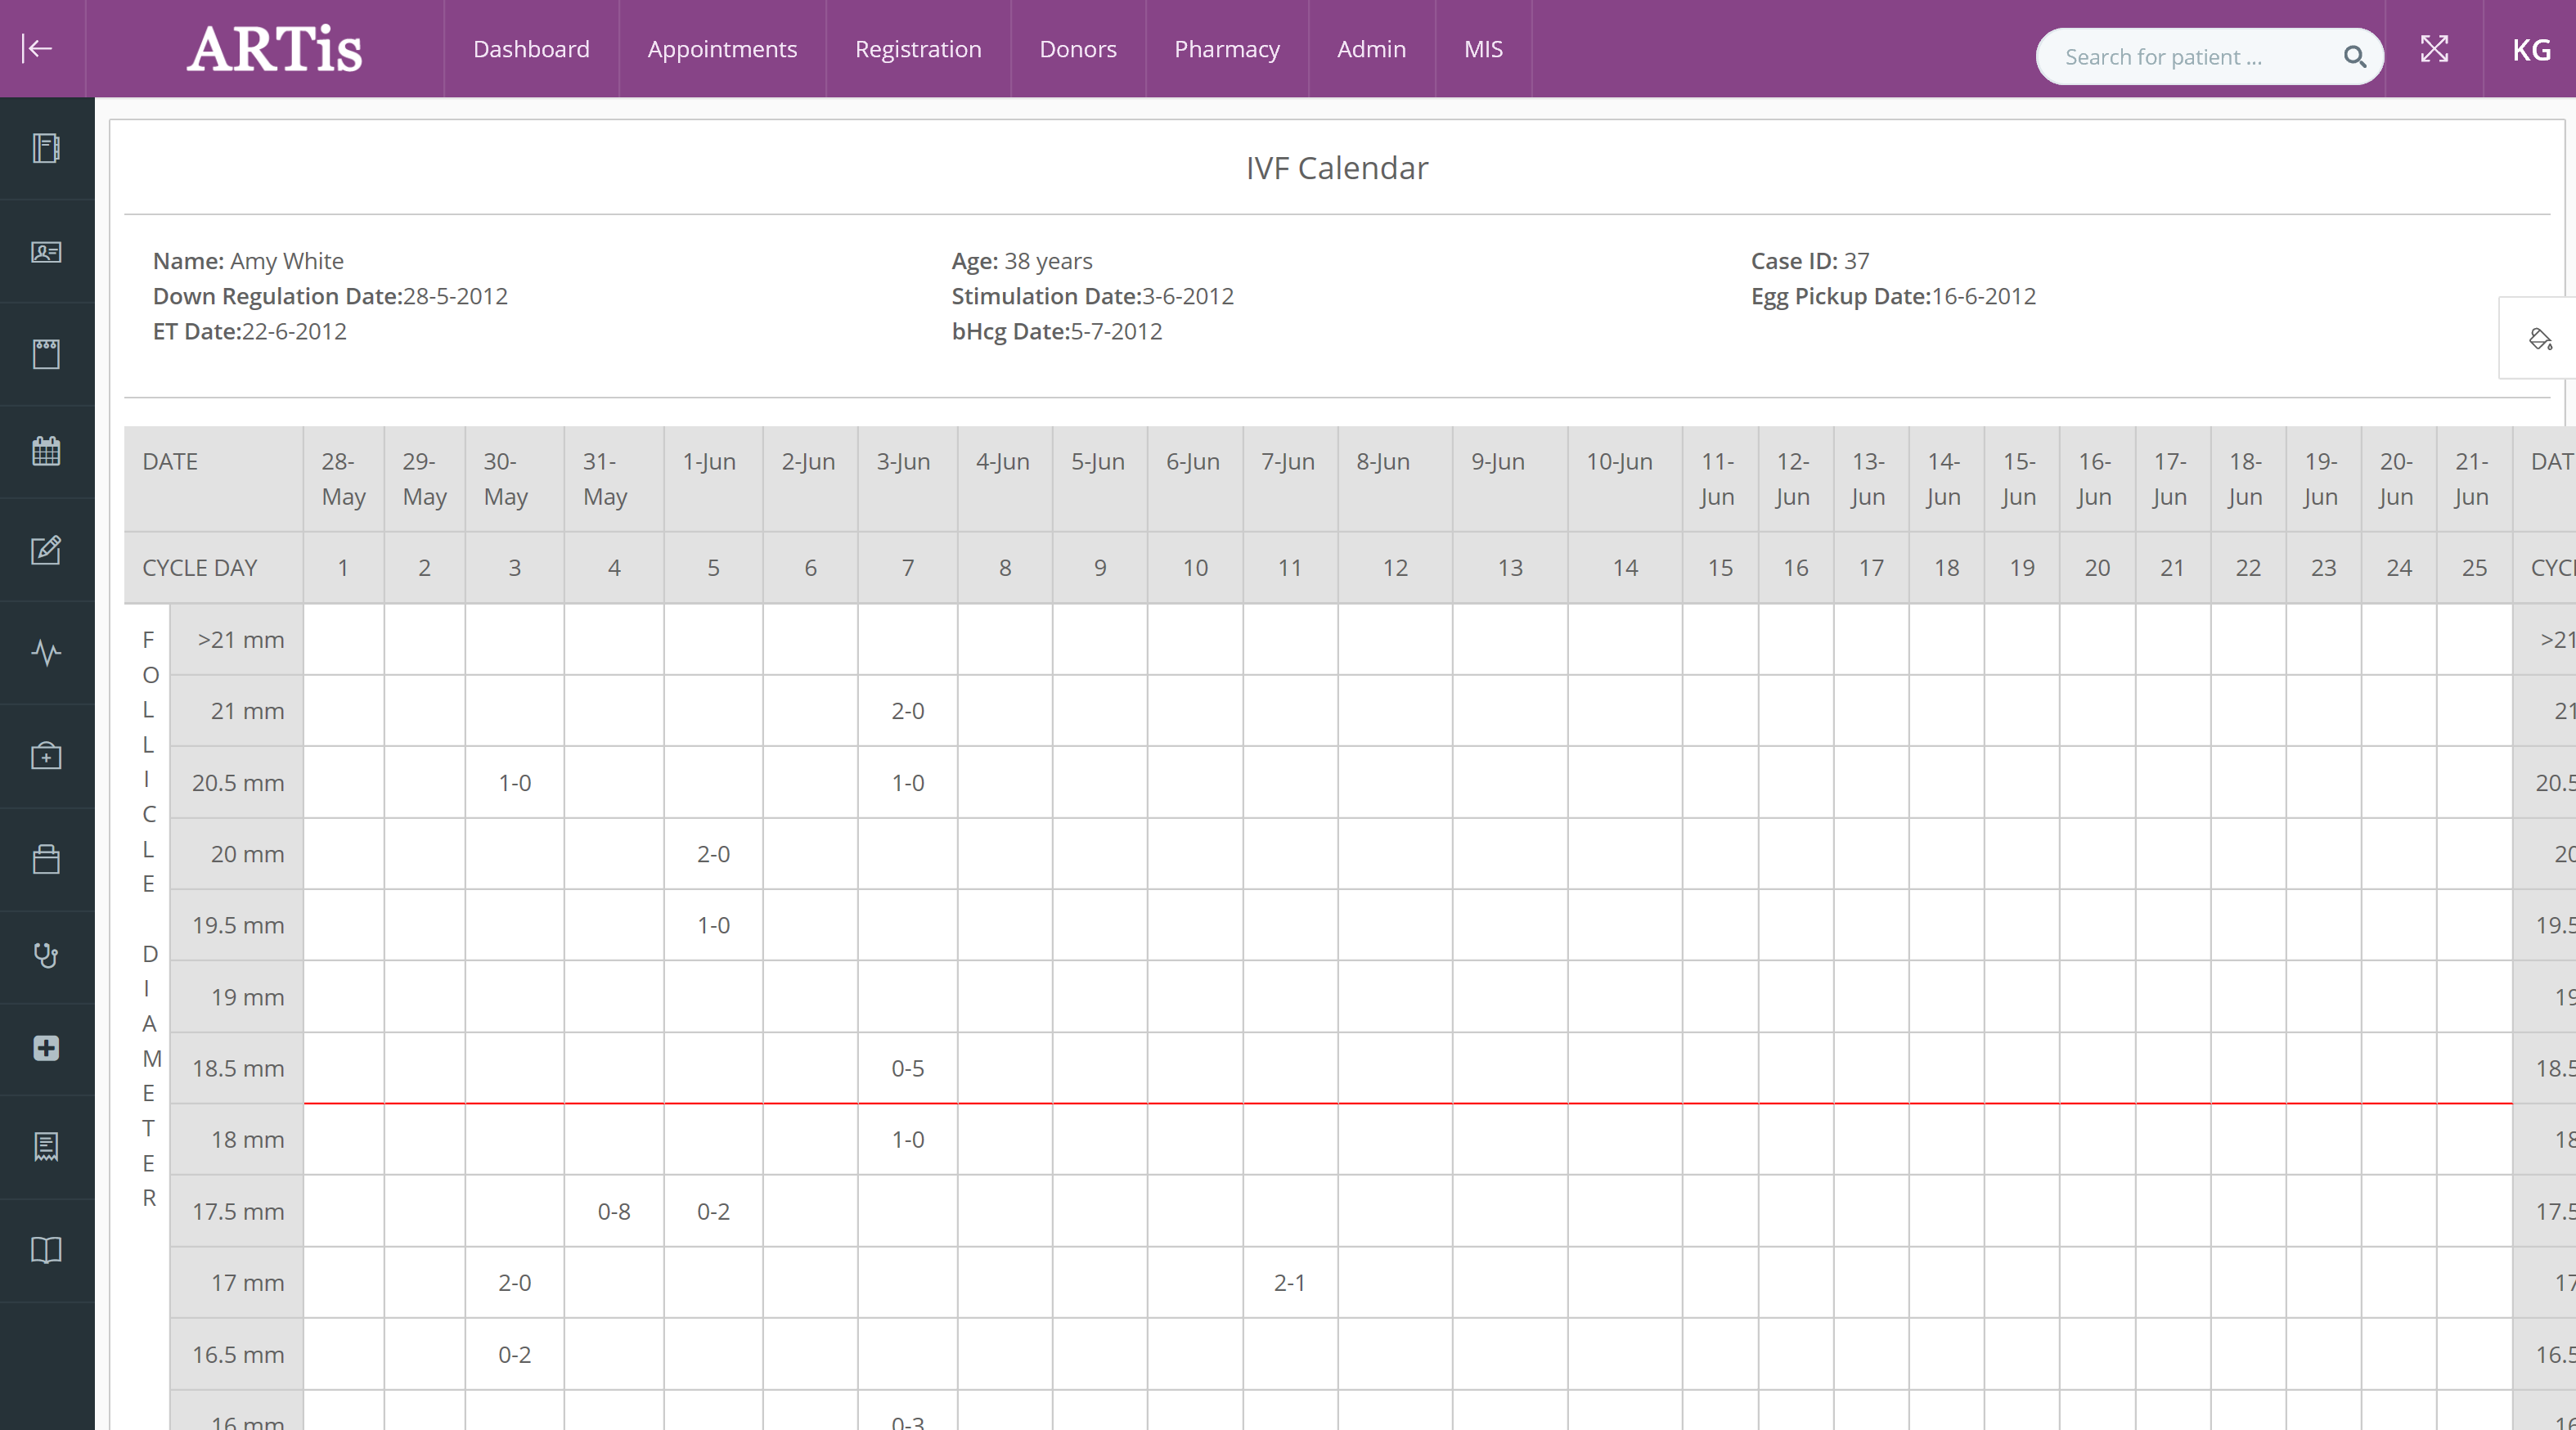 ARTis Dashboard Appointments Registration Donors Pharmacy Admin MIS Search for patient ... KG
IVF Calendar
Name: Amy White Age: 38 years Case ID: 37
Down Regulation Date:28-5-2012 Stimulation Date:3-6-2012 Egg Pickup Date:16-6-2012
ET Date:22-6-2012 bHcg Date:5-7-2012
DATE 28-May 29-May 30-May 31-May 1-Jun 2-Jun 3-Jun 4-Jun 5-Jun 6-Jun 7-Jun 8-Jun 9-Jun 10-Jun 11-Jun 12-Jun 13-Jun 14-Jun 15-Jun 16-Jun 17-Jun 18-Jun 19-Jun 20-Jun 21-Jun DAT
CYCLE DAY 1 2 3 4 5 6 7 8 9 10 11 12 13 14 15 16 17 18 19 20 21 22 23 24 25 CYC
FOLLICLE DIAMETER
>21 mm >21
21 mm 2-0 21
20.5 mm 1-0 1-0 20.5
20 mm 2-0 20
19.5 mm 1-0 19.5
19 mm 19
18.5 mm 0-5 18.5
18 mm 1-0 18
17.5 mm 0-8 0-2 17.5
17 mm 2-0 2-1 17
16.5 mm 0-2 16.5
16 mm 0-3 16